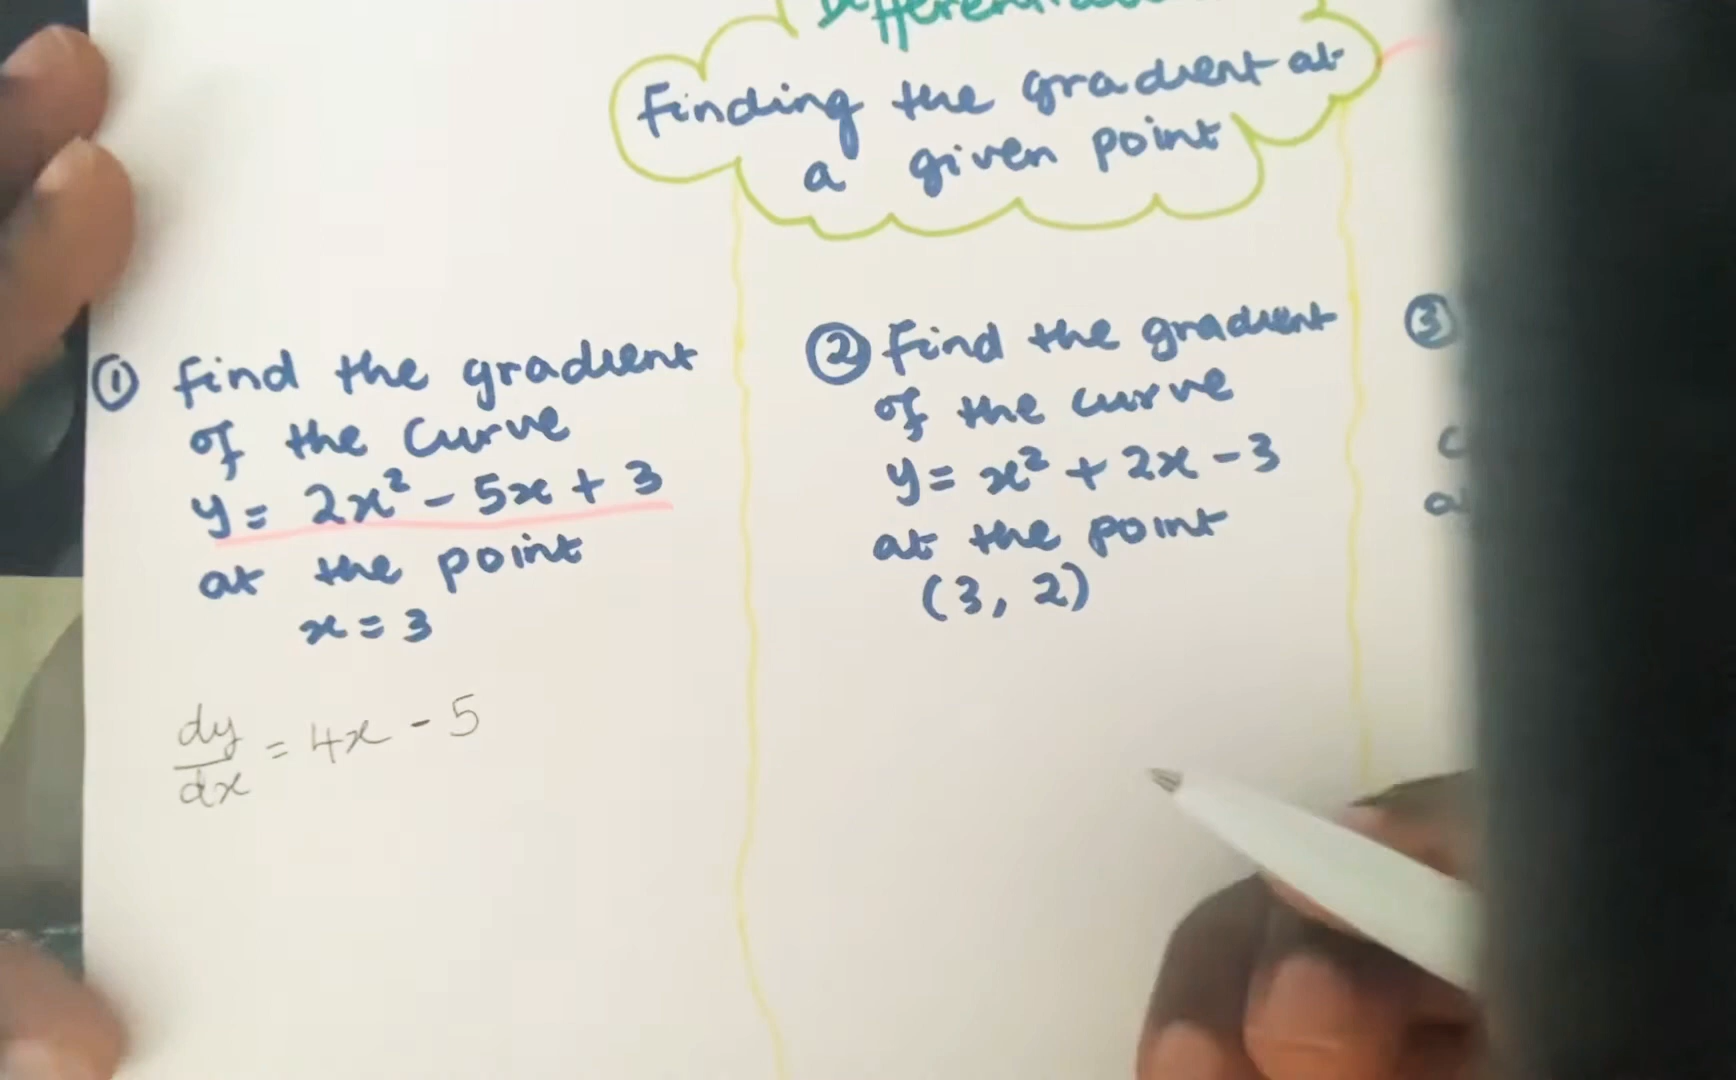 Finding the gradient at
a given point
① Find the gradient
of the curve
y = 2x² - 5x + 3
at the point
x = 3
dy/dx = 4x - 5
② Find the gradient
of the curve
y = x² + 2x - 3
at the point
(3, 2)
③